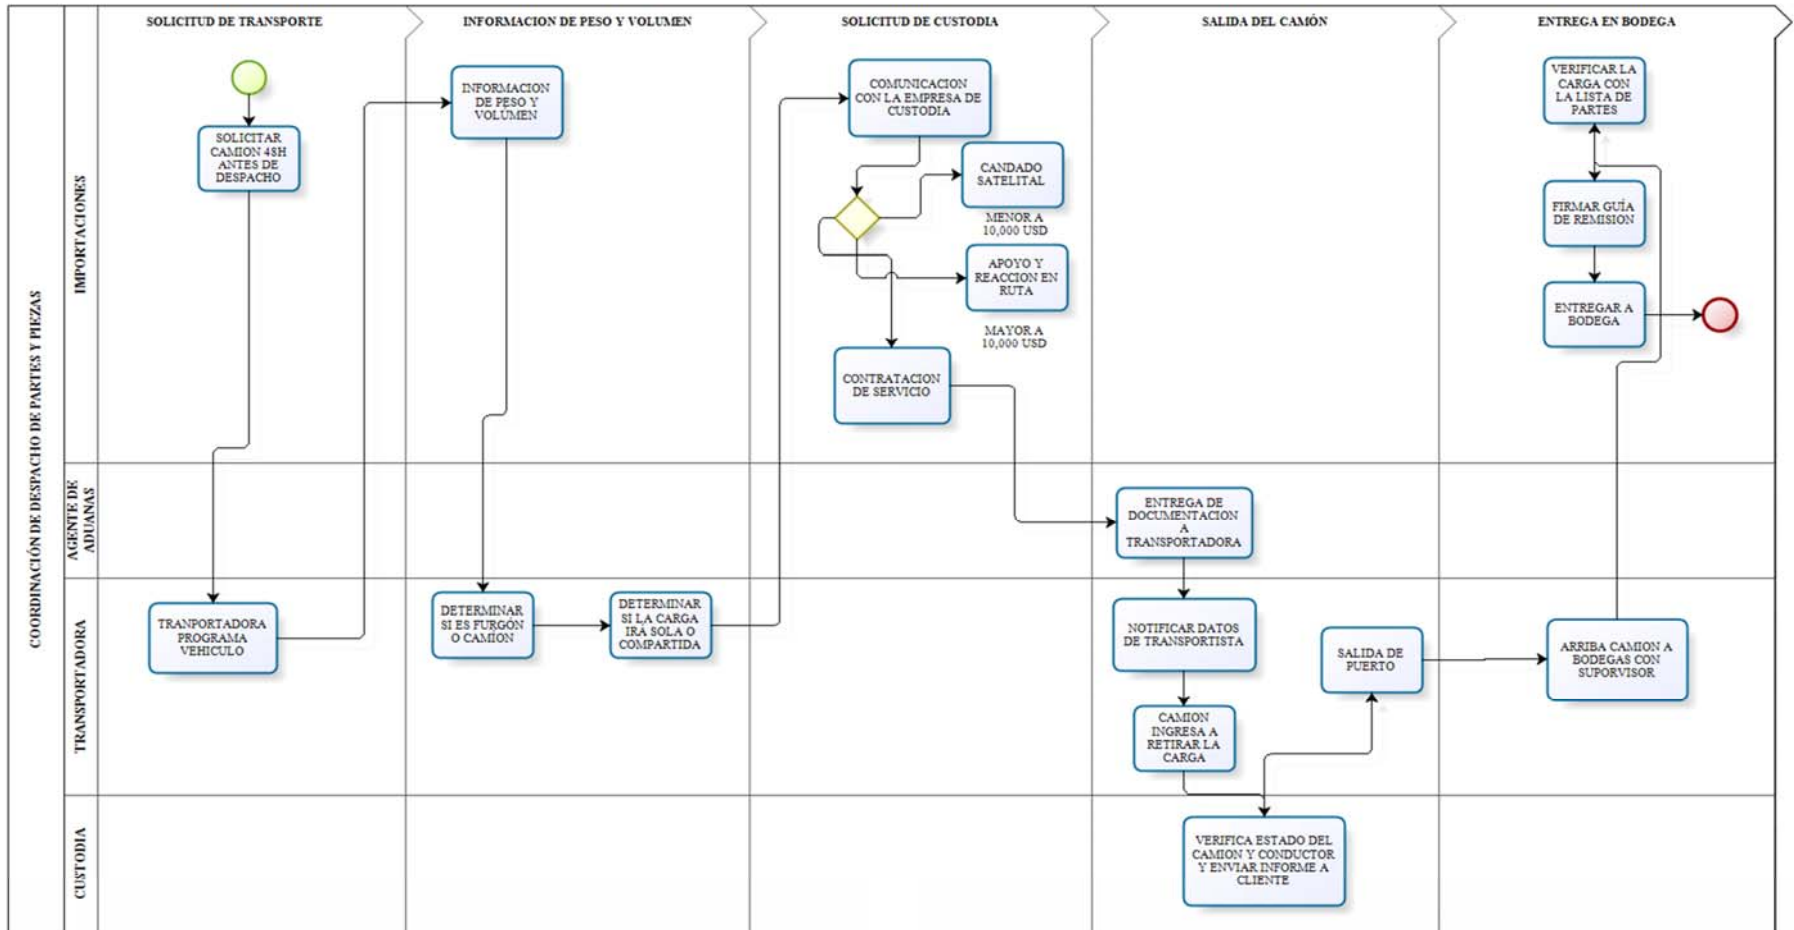 SOLICITUD DE TRANSPORTE
INFORMACION DE PESO Y VOLUMEN
SOLICITUD DE CUSTODIA
SALIDA DEL CAMÓN
ENTREGA EN BODEGA
COORDINACIÓN DE DESPACHO DE PARTES Y PIEZAS
IMPORTACIONES
SOLICITAR
CAMION 48H
ANTES DE
DESPACHO
INFORMACION
DE PESO Y
VOLUMEN
COMUNICACION
CON LA EMPRESA DE
CUSTODIA
CANDADO
SATELITAL
MENOR A
10,000 USD
APOYO Y
REACCION EN
RUTA
MAYOR A
10,000 USD
CONTRATACION
DE SERVICIO
VERIFICAR LA
CARGA CON
LA LISTA DE
PARTES
FIRMAR GUÍA
DE REMISION
ENTREGAR A
BODEGA
AGENTE DE
ADUANAS
ENTREGA DE
DOCUMENTACION
A
TRANSPORTADORA
TRANSPORTADORA
TRANPORTADORA
PROGRAMA
VEHICULO
DETERMINAR
SI ES FURGÓN
O CAMION
DETERMINAR
SI LA CARGA
IRÁ SOLA O
COMPARTIDA
NOTIFICAR DATOS
DE TRANSPORTISTA
CAMION
INGRESA A
RETIRAR LA
CARGA
SALIDA DE
PUERTO
ARRIBA CAMION A
BODEGAS CON
SUPORVISOR
CUSTODIA
VERIFICA ESTADO DEL
CAMION Y CONDUCTOR
Y ENVIAR INFORME A
CLIENTE